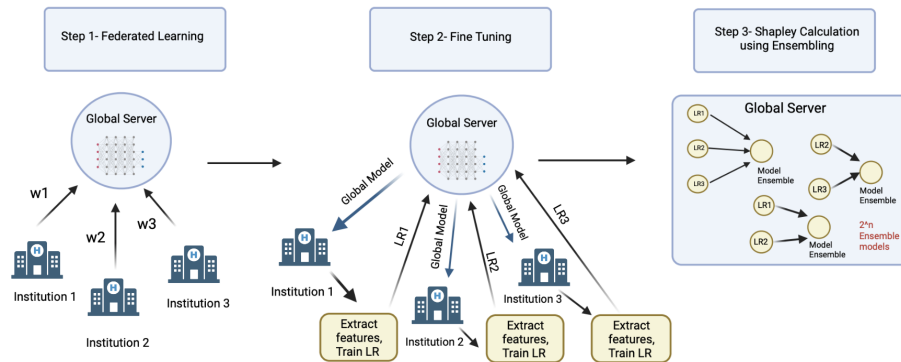 Step 1- Federated Learning
Global Server
w1
w2
w3
H
Institution 1
H
Institution 2
H
Institution 3
Step 2- Fine Tuning
Global Server
Global Model
LR1
Global Model
LR2
Global Model
LR3
H
Institution 1
H
Institution 2
H
Institution 3
Extract
features,
Train LR
Extract
features,
Train LR
Extract
features,
Train LR
Step 3- Shapley Calculation
using Ensembling
Global Server
LR1
LR2
LR3
Model
Ensemble
LR2
LR3
Model
Ensemble
LR1
LR2
Model
Ensemble
2^n
Ensemble
models